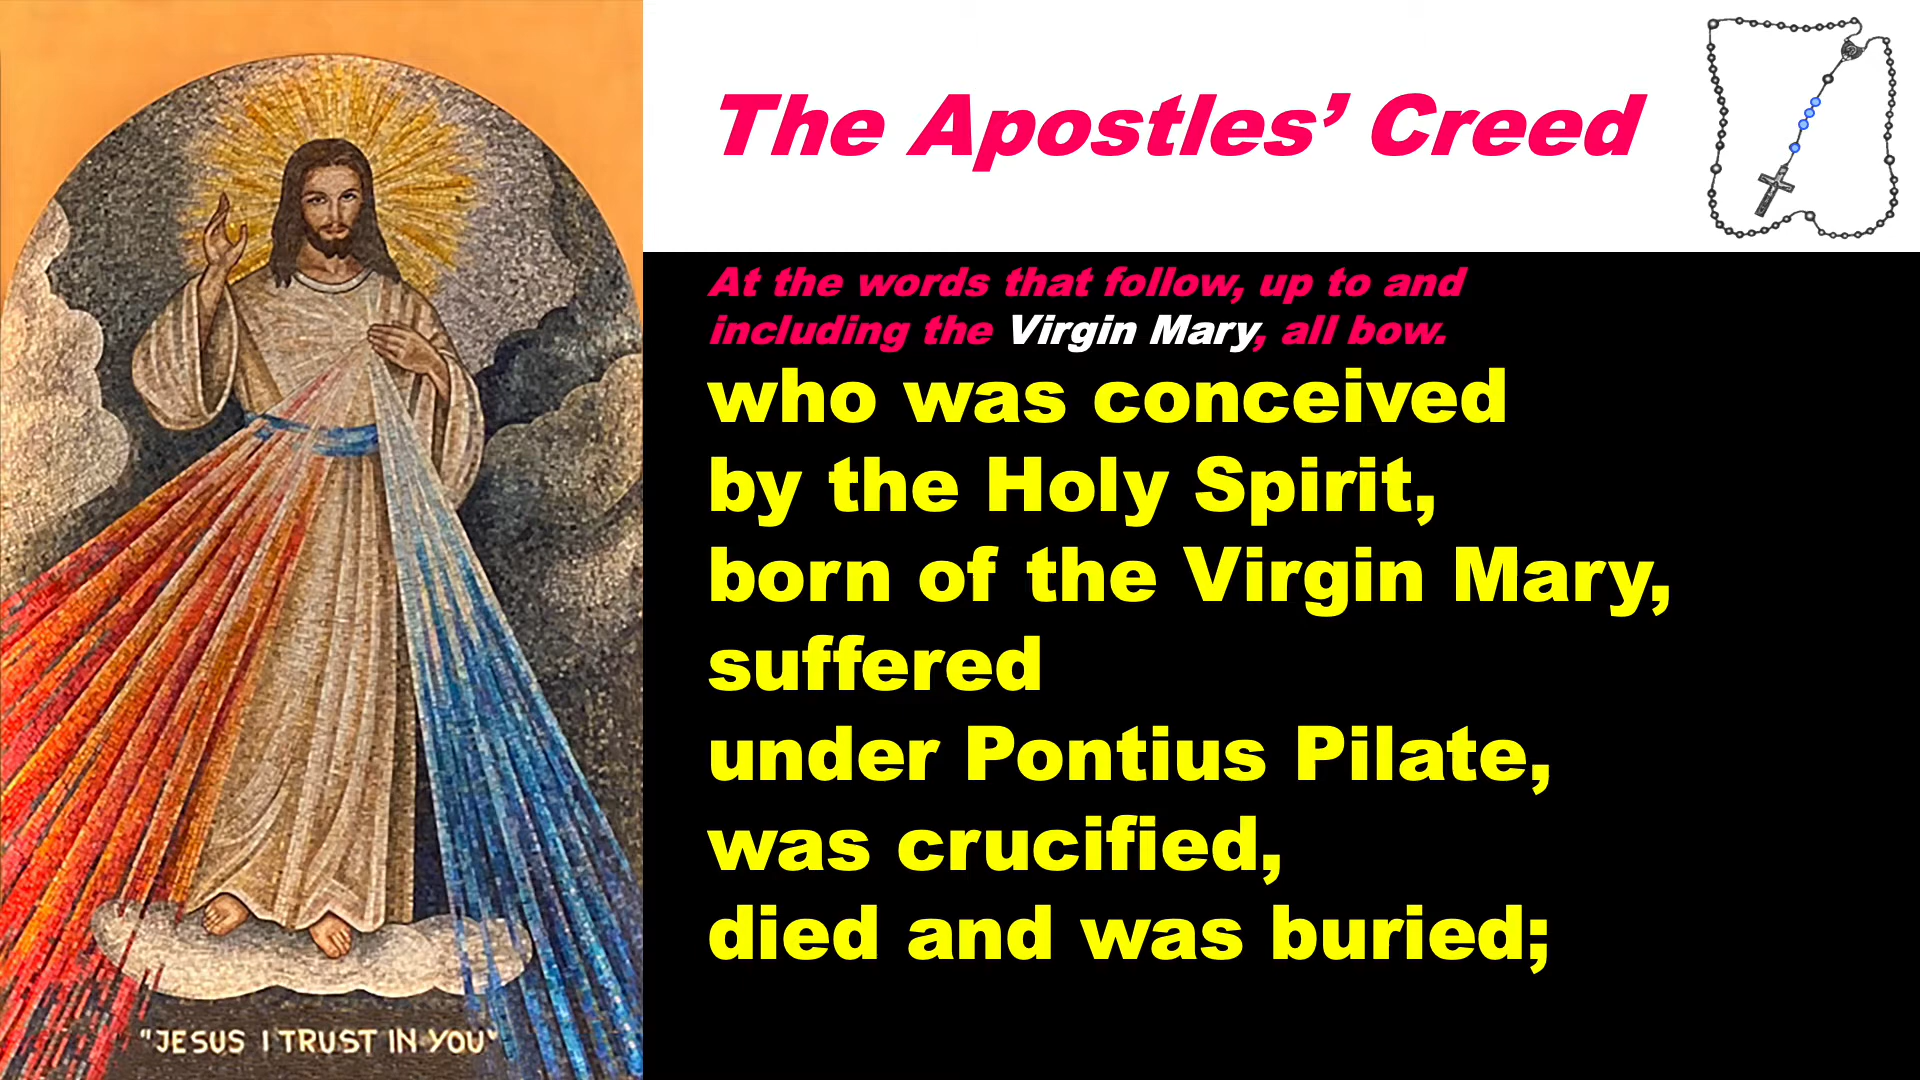 The Apostles’ Creed
At the words that follow, up to and
including the Virgin Mary, all bow.
who was conceived
by the Holy Spirit,
born of the Virgin Mary,
suffered
under Pontius Pilate,
was crucified,
died and was buried;
"JESUS I TRUST IN YOU"